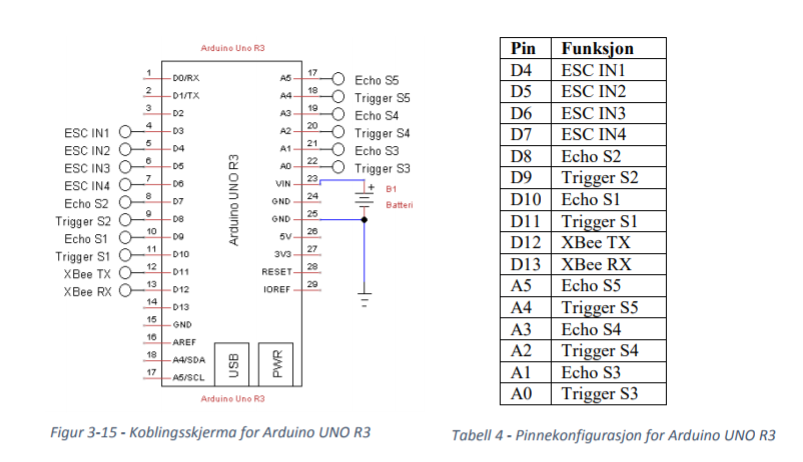 Arduino Uno R3
1 D0/RX
2 D1/TX
3 D2
ESC IN1 4 D3
ESC IN2 5 D4
ESC IN3 6 D5
ESC IN4 7 D6
Echo S2 8 D7
Trigger S2 9 D8
Echo S1 10 D9
Trigger S1 11 D10
XBee TX 12 D11
XBee RX 13 D12
14 D13
15 GND
16 AREF
18 A4/SDA
17 A5/SCL
Arduino UNO R3
USB
PWR
A5 17 Echo S5
A4 18 Trigger S5
A3 19 Echo S4
A2 20 Trigger S4
A1 21 Echo S3
A0 22 Trigger S3
VIN 23
GND 24
GND 25
5V 26
3V3 27
RESET 28
IOREF 29
+ B1
Batteri
Arduino Uno R3
Figur 3-15 - Koblingsskjerma for Arduino UNO R3
Pin Funksjon
D4 ESC IN1
D5 ESC IN2
D6 ESC IN3
D7 ESC IN4
D8 Echo S2
D9 Trigger S2
D10 Echo S1
D11 Trigger S1
D12 XBee TX
D13 XBee RX
A5 Echo S5
A4 Trigger S5
A3 Echo S4
A2 Trigger S4
A1 Echo S3
A0 Trigger S3
Tabell 4 - Pinnekonfigurasjon for Arduino UNO R3